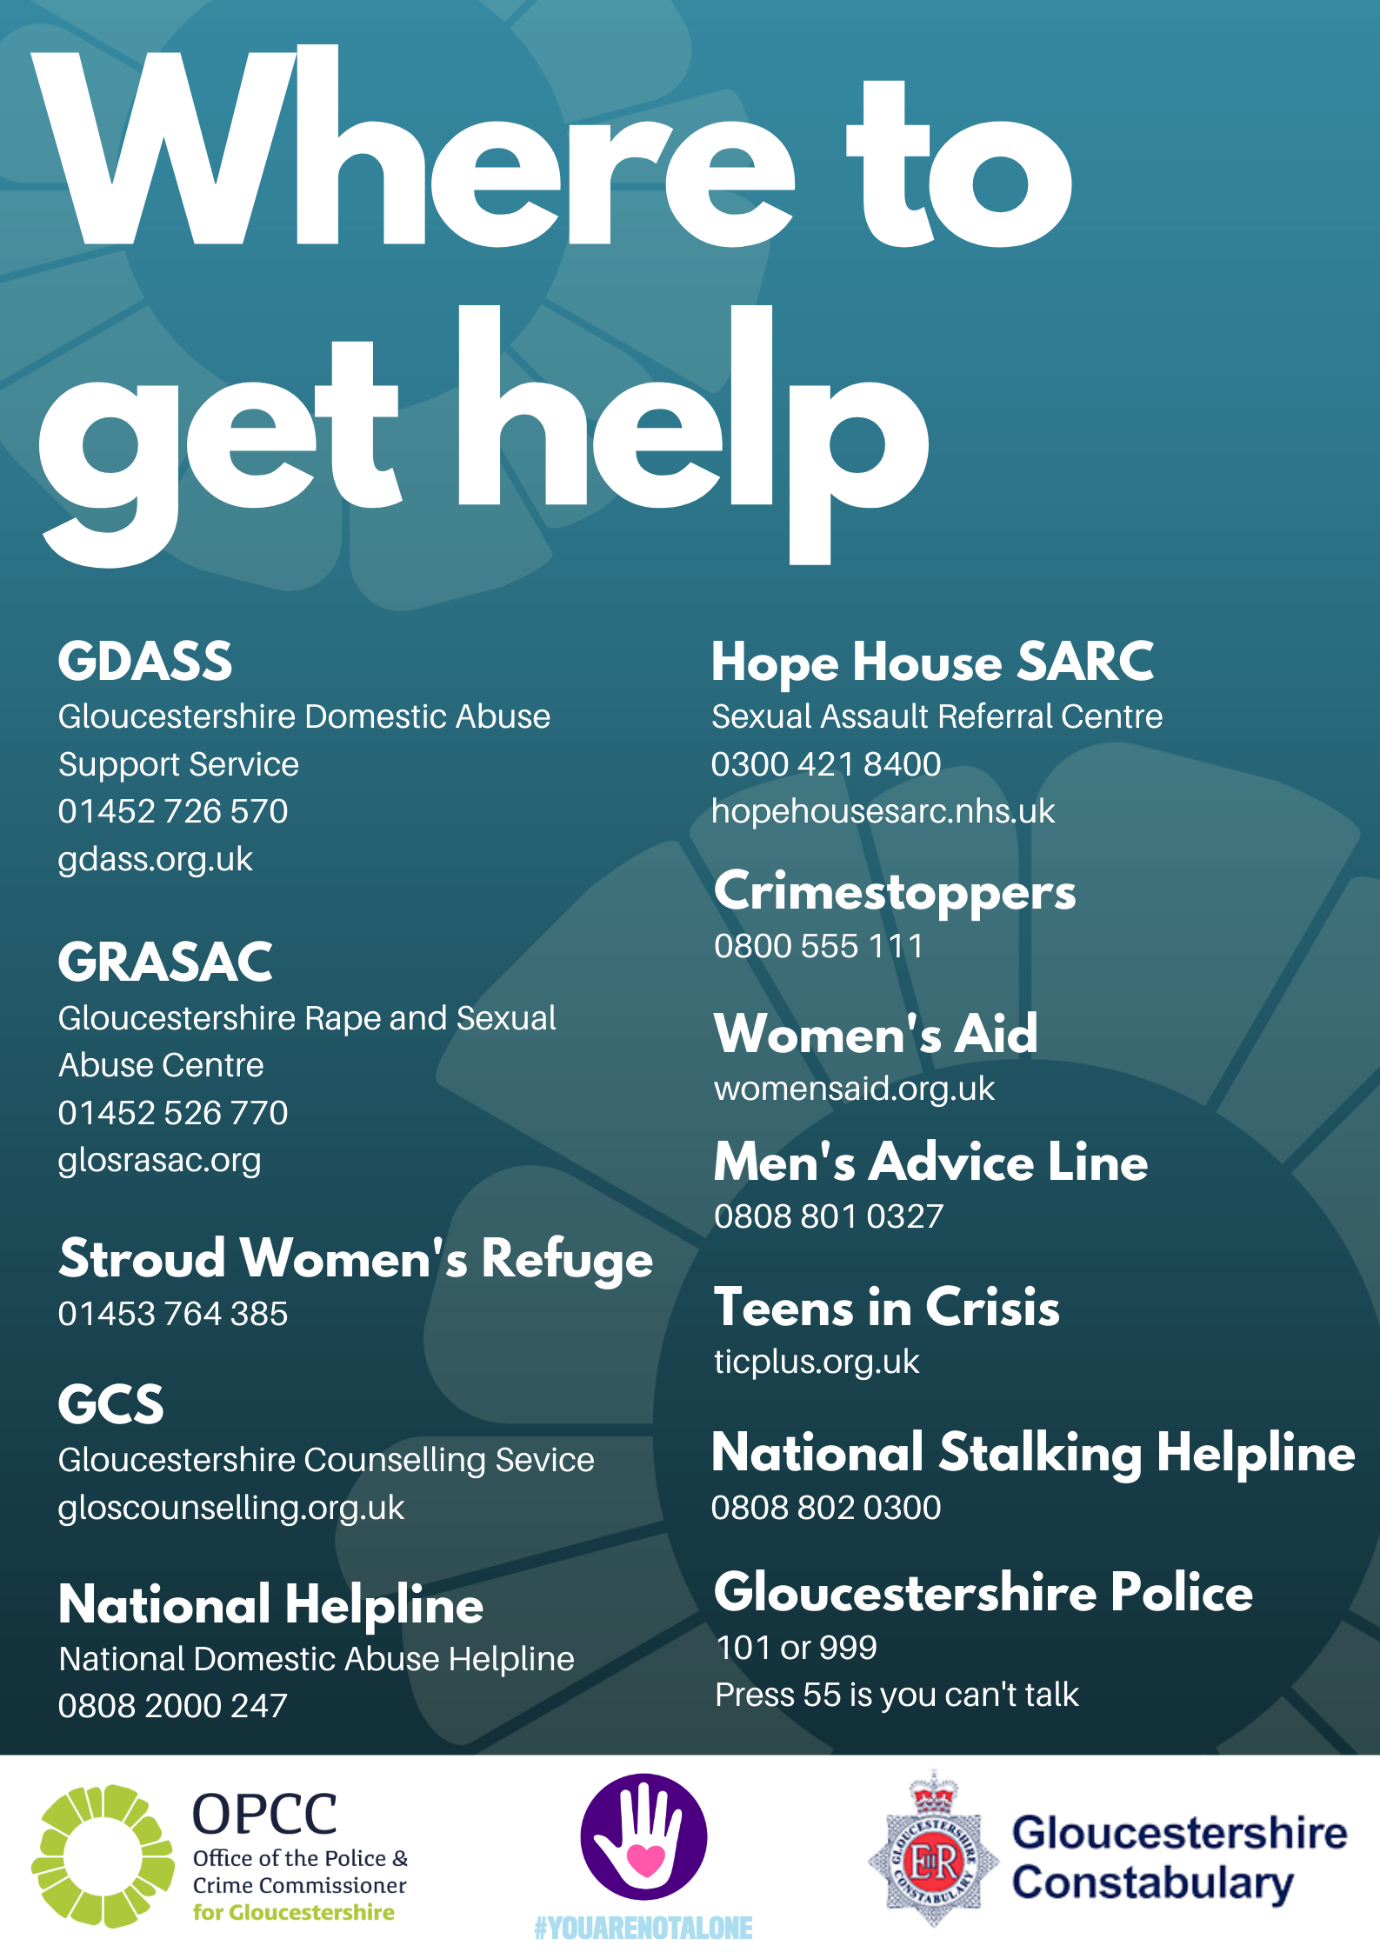 Where to
get help
GDASS
Gloucestershire Domestic Abuse
Support Service
01452 726 570
gdass.org.uk
GRASAC
Gloucestershire Rape and Sexual
Abuse Centre
01452 526 770
glosrasac.org
Stroud Women's Refuge
01453 764 385
GCS
Gloucestershire Counselling Sevice
gloscounselling.org.uk
National Helpline
National Domestic Abuse Helpline
0808 2000 247
Hope House SARC
Sexual Assault Referral Centre
0300 421 8400
hopehousesarc.nhs.uk
Crimestoppers
0800 555 111
Women's Aid
womensaid.org.uk
Men's Advice Line
0808 801 0327
Teens in Crisis
ticplus.org.uk
National Stalking Helpline
0808 802 0300
Gloucestershire Police
101 or 999
Press 55 is you can't talk
OPCC
Office of the Police &
Crime Commissioner
for Gloucestershire
#YOUARENOTALONE
GLOUCESTERSHIRE
EIIR
CONSTABULARY
Gloucestershire
Constabulary